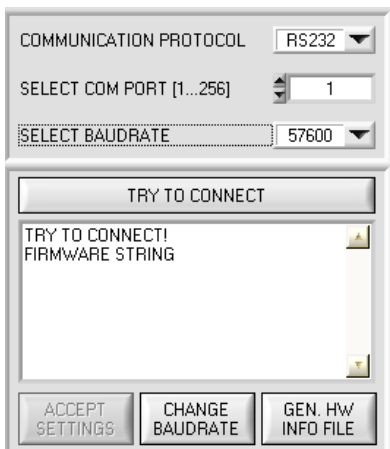 COMMUNICATION PROTOCOL RS232
SELECT COM PORT [1...256] 1
SELECT BAUDRATE 57600
TRY TO CONNECT
TRY TO CONNECT!
FIRMWARE STRING
ACCEPT
SETTINGS
CHANGE
BAUDRATE
GEN. HW
INFO FILE